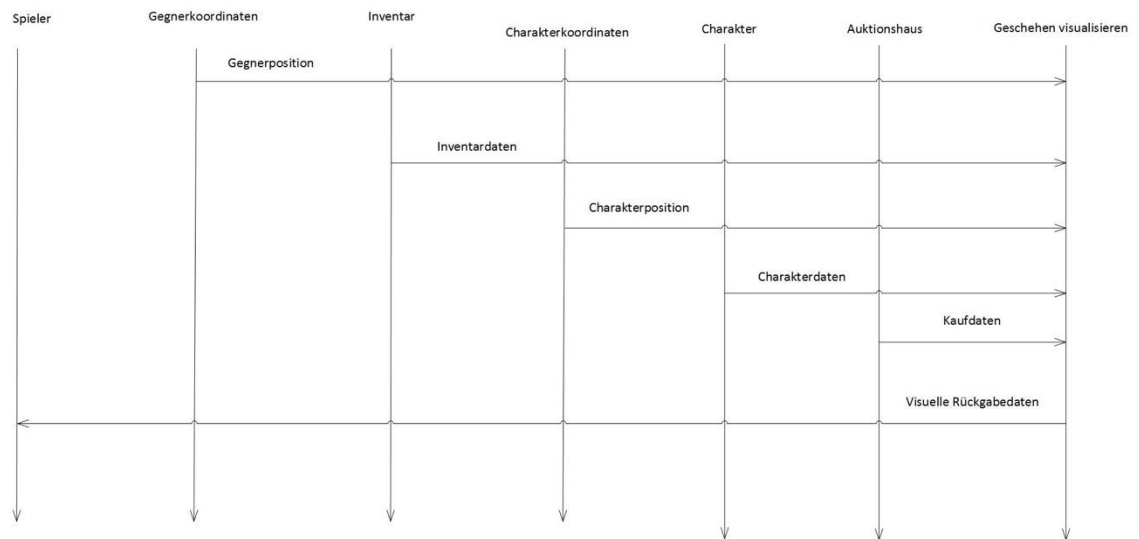 Spieler
Gegnerkoordinaten
Inventar
Charakterkoordinaten
Charakter
Auktionshaus
Geschehen visualisieren
Gegnerposition
Inventardaten
Charakterposition
Charakterdaten
Kaufdaten
Visuelle Rückgabedaten